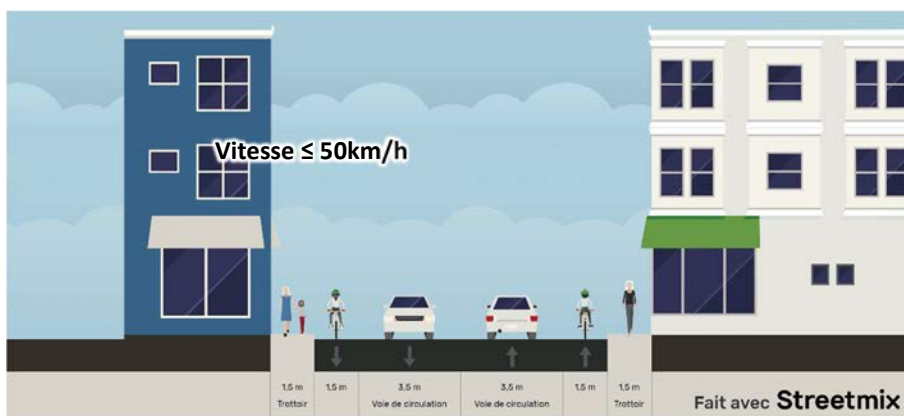 Vitesse ≤ 50km/h
1,5 m
Trottoir
1,5 m
3,5 m
Voie de circulation
3,5 m
Voie de circulation
1,5 m
1,5 m
Trottoir
Fait avec Streetmix